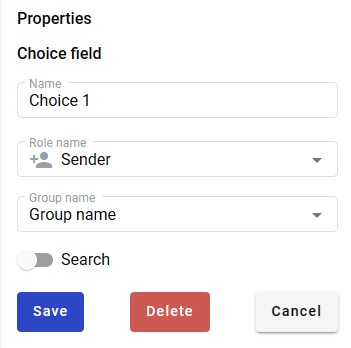 Properties
Choice field
Name
Choice 1
Role name
Sender
Group name
Group name
Search
Save Delete Cancel